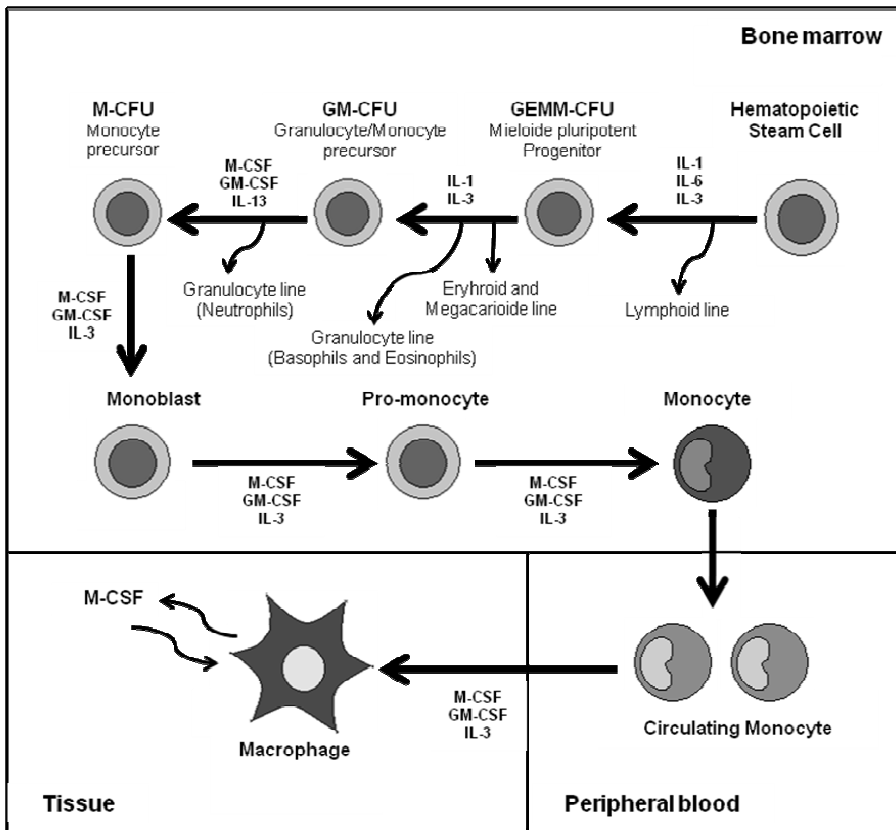 Bone marrow
M-CFU
Monocyte
precursor
GM-CFU
Granulocyte/Monocyte
precursor
GEMM-CFU
Mieloide pluripotent
Progenitor
Hematopoietic
Steam Cell
M-CSF
GM-CSF
IL-13
IL-1
IL-3
IL-1
IL-6
IL-3
Granulocyte line
(Neutrophils)
Granulocyte line
(Basophils and Eosinophils)
Eryhroid and
Megacarioide line
Lymphoid line
M-CSF
GM-CSF
IL-3
Monoblast
Pro-monocyte
Monocyte
M-CSF
GM-CSF
IL-3
M-CSF
GM-CSF
IL-3
M-CSF
Macrophage
M-CSF
GM-CSF
IL-3
Circulating Monocyte
Tissue
Peripheral blood